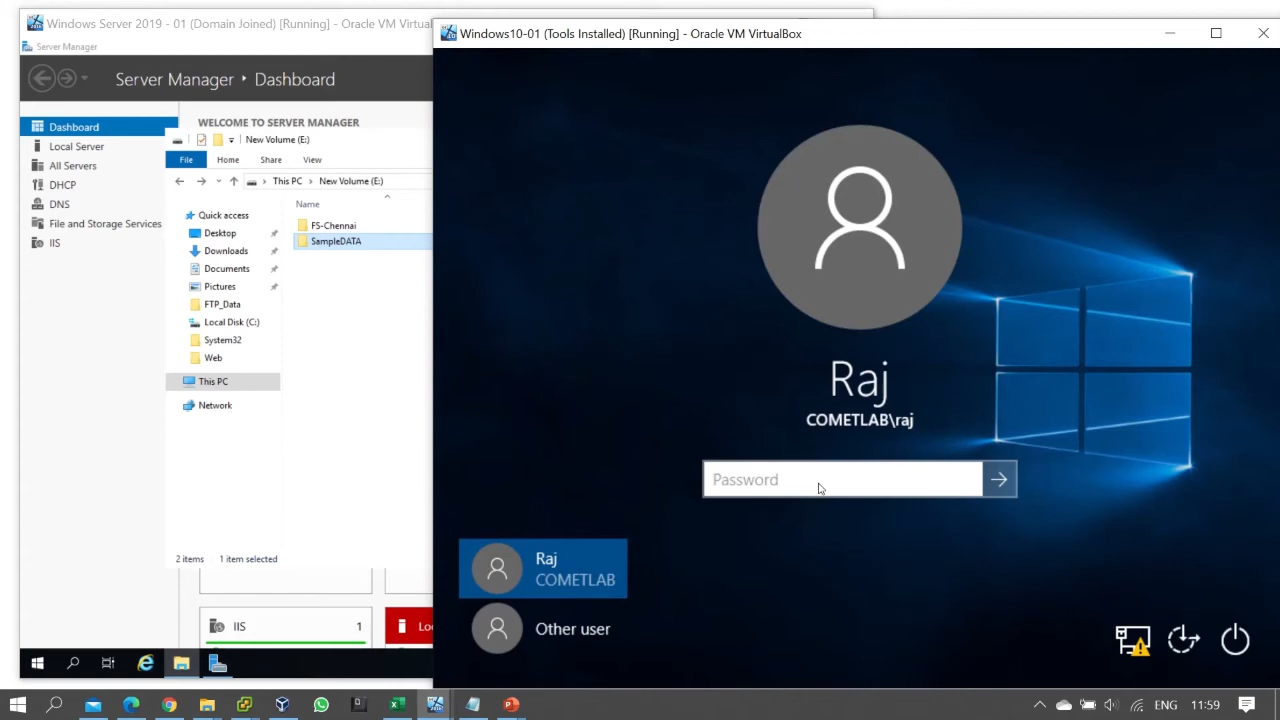 Windows Server 2019 - 01 (Domain Joined) [Running] - Oracle VM Virtual
Server Manager
Server Manager ‣ Dashboard
Dashboard
Local Server
All Servers
DHCP
DNS
File and Storage Services
IIS
WELCOME TO SERVER MANAGER
New Volume (E:)
File Home Share View
This PC > New Volume (E:)
Quick access
Desktop
Downloads
Documents
Pictures
FTP_Data
Local Disk (C:)
System32
Web
This PC
Network
Name
FS-Chennai
SampleDATA
2 items 1 item selected
IIS 1
Windows10-01 (Tools Installed) [Running] - Oracle VM VirtualBox
Raj
COMETLAB\raj
Password
Raj
COMETLAB
Other user
ENG 11:59